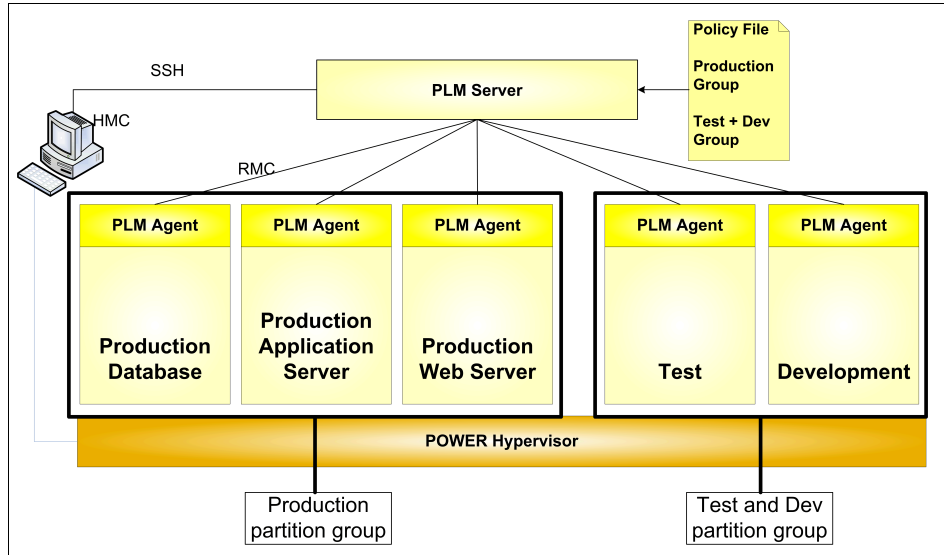 Policy File
Production
Group
Test + Dev
Group
SSH
PLM Server
HMC
RMC
PLM Agent
PLM Agent
PLM Agent
PLM Agent
PLM Agent
Production
Database
Production
Application
Server
Production
Web Server
Test
Development
POWER Hypervisor
Production
partition group
Test and Dev
partition group